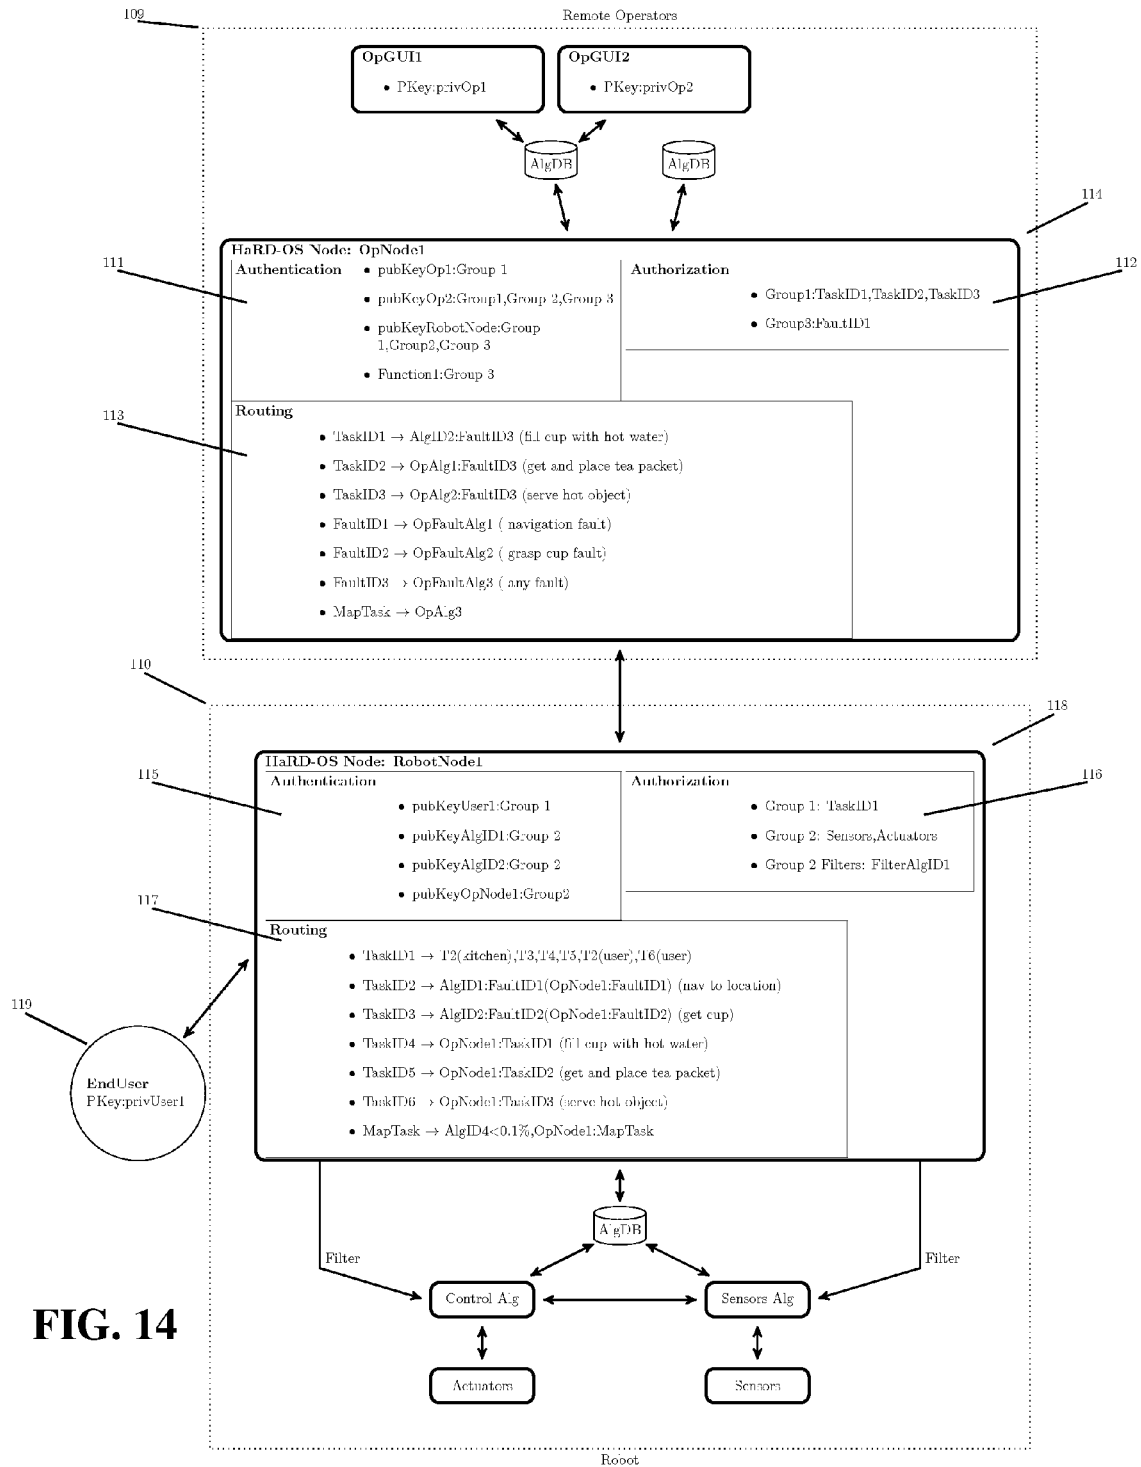 109
Remote Operators
OpGUI1
• PKey:privOp1
OpGUI2
• PKey:privOp2
AlgDB
AlgDB
114
HaRD-OS Node: OpNode1
111
Authentication
• pubKeyOp1:Group 1
• pubKeyOp2:Group1,Group 2,Group 3
• pubKeyRobotNode:Group
1,Group2,Group 3
• Function1:Group 3
Authorization
112
• Group1:TaskID1,TaskID2,TaskID3
• Group3:FaultID1
113
Routing
• TaskID1 → AlgID2:FaultID3 (fill cup with hot water)
• TaskID2 → OpAlg1:FaultID3 (get and place tea packet)
• TaskID3 → OpAlg2:FaultID3 (serve hot object)
• FaultID1 → OpFaultAlg1 ( navigation fault)
• FaultID2 → OpFaultAlg2 ( grasp cup fault)
• FaultID3 → OpFaultAlg3 ( any fault)
• MapTask → OpAlg3
110
118
HaRD-OS Node: RobotNode1
115
Authentication
• pubKeyUser1:Group 1
• pubKeyAlgID1:Group 2
• pubKeyAlgID2:Group 2
• pubKeyOpNode1:Group2
Authorization
116
• Group 1: TaskID1
• Group 2: Sensors,Actuators
• Group 2 Filters: FilterAlgID1
117
Routing
• TaskID1 → T2(kitchen),T3,T4,T5,T2(user),T6(user)
• TaskID2 → AlgID1:FaultID1(OpNode1:FaultID1) (nav to location)
• TaskID3 → AlgID2:FaultID2(OpNode1:FaultID2) (get cup)
• TaskID4 → OpNode1:TaskID1 (fill cup with hot water)
• TaskID5 → OpNode1:TaskID2 (get and place tea packet)
• TaskID6 → OpNode1:TaskID3 (serve hot object)
• MapTask → AlgID4<0.1%,OpNode1:MapTask
119
EndUser
PKey:privUser1
AlgDB
Filter
Filter
Control Alg
Sensors Alg
Actuators
Sensors
FIG. 14
Robot